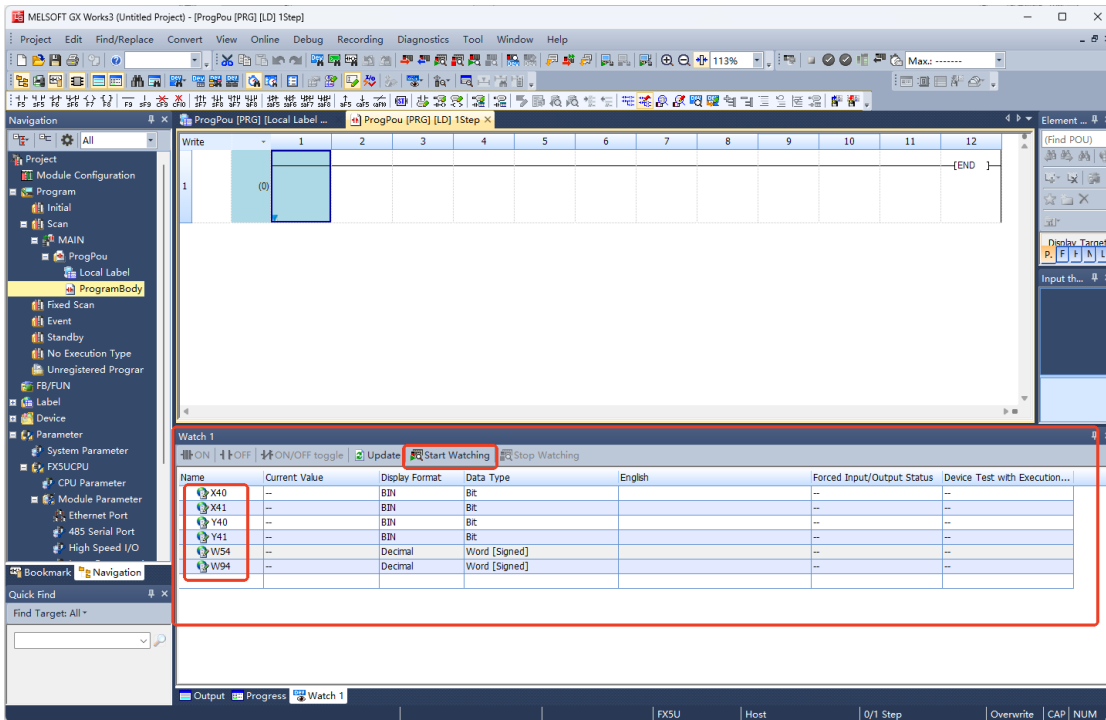 MELSOFT GX Works3 (Untitled Project) - [ProgPou [PRG] [LD] 1Step]
Project Edit Find/Replace Convert View Online Debug Recording Diagnostics Tool Window Help
113% Max.: -------
Navigation
ProgPou [PRG] [Local Label ...
ProgPou [PRG] [LD] 1Step
Element ...
All
Write 1 2 3 4 5 6 7 8 9 10 11 12
(Find POU)
1 (0) [END ]
Display Target
Input th...
Project
Module Configuration
Program
Initial
Scan
MAIN
ProgPou
Local Label
ProgramBody
Fixed Scan
Event
Standby
No Execution Type
Unregistered Prograr
FB/FUN
Label
Device
Parameter
System Parameter
FX5UCPU
CPU Parameter
Module Parameter
Ethernet Port
485 Serial Port
High Speed I/O
Bookmark Navigation
Quick Find
Find Target: All
Watch 1
ON OFF ON/OFF toggle Update Start Watching Stop Watching
Name Current Value Display Format Data Type English Forced Input/Output Status Device Test with Execution...
X40 -- BIN Bit -- --
X41 -- BIN Bit -- --
Y40 -- BIN Bit -- --
Y41 -- BIN Bit -- --
W54 -- Decimal Word [Signed] -- --
W94 -- Decimal Word [Signed] -- --
Output Progress Watch 1
FX5U Host 0/1 Step Overwrite CAP NUM